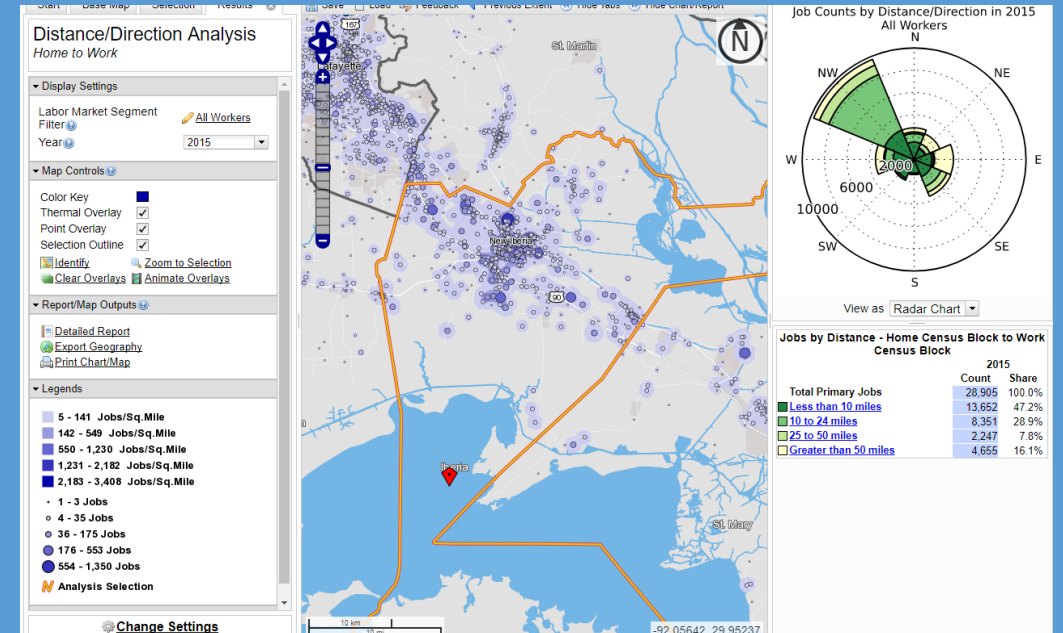 Start Base Map Selection Results
Save Load Feedback Previous Extent Hide Tabs Hide Chart/Report
Distance/Direction Analysis
Home to Work
Display Settings
Labor Market Segment
Filter
All Workers
Year
2015
Map Controls
Color Key
Thermal Overlay
Point Overlay
Selection Outline
Identify Zoom to Selection
Clear Overlays Animate Overlays
Report/Map Outputs
Detailed Report
Export Geography
Print Chart/Map
Legends
5 - 141 Jobs/Sq.Mile
142 - 549 Jobs/Sq.Mile
550 - 1,230 Jobs/Sq.Mile
1,231 - 2,182 Jobs/Sq.Mile
2,183 - 3,408 Jobs/Sq.Mile
1 - 3 Jobs
4 - 35 Jobs
36 - 175 Jobs
176 - 553 Jobs
554 - 1,350 Jobs
Analysis Selection
Change Settings
167
St. Martin
Lafayette
N
New Iberia
90
Iberia
St. Mary
10 km
10 mi
-92.05642, 29.95237
Job Counts by Distance/Direction in 2015
All Workers
N
NW
NE
W
E
2000
6000
10000
SW
SE
S
View as Radar Chart
Jobs by Distance - Home Census Block to Work
Census Block
2015
Count Share
Total Primary Jobs 28,905 100.0%
Less than 10 miles 13,652 47.2%
10 to 24 miles 8,351 28.9%
25 to 50 miles 2,247 7.8%
Greater than 50 miles 4,655 16.1%